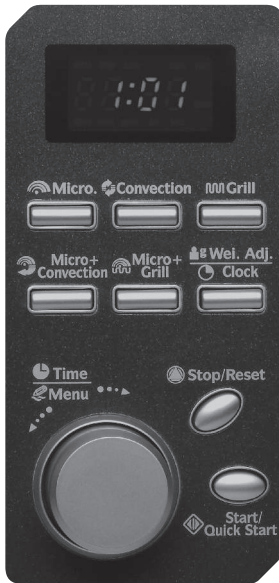 1:01
Micro. Convection Grill
Micro+ Convection
Micro+ Grill
g Wei. Adj.
Clock
Time
Menu
Stop/Reset
Start/
Quick Start